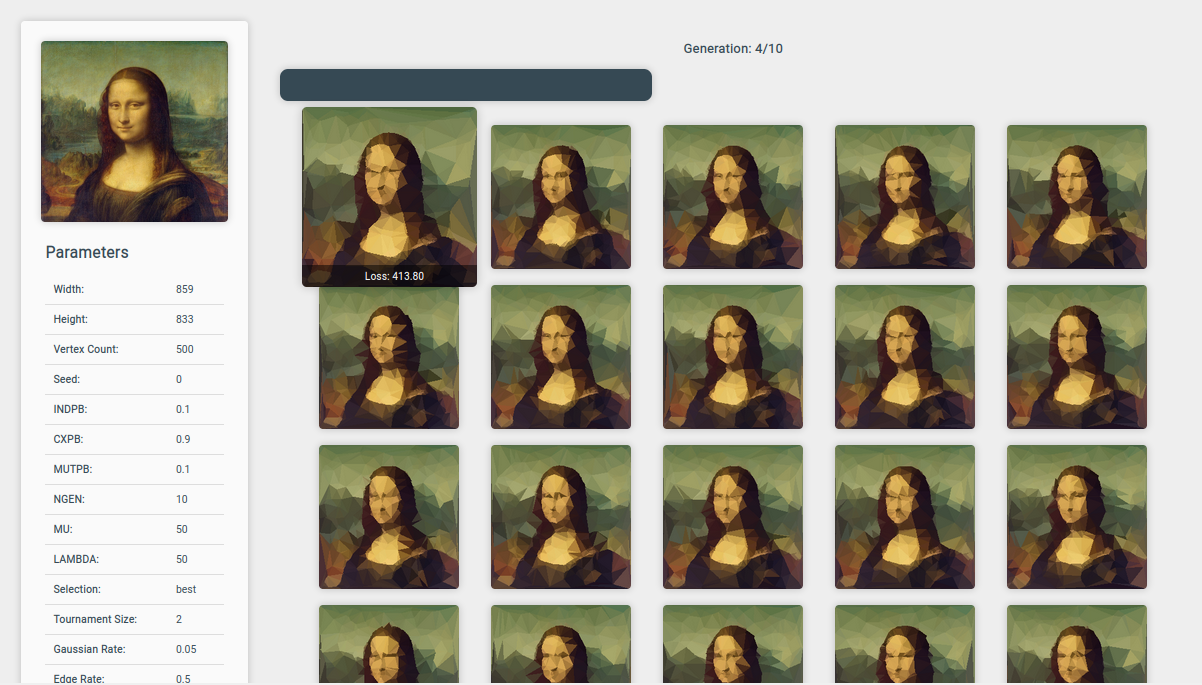 Generation: 4/10
Loss: 413.80
Parameters
Width: 859
Height: 833
Vertex Count: 500
Seed: 0
INDPB: 0.1
CXPB: 0.9
MUTPB: 0.1
NGEN: 10
MU: 50
LAMBDA: 50
Selection: best
Tournament Size: 2
Gaussian Rate: 0.05
Edge Rate: 0.5